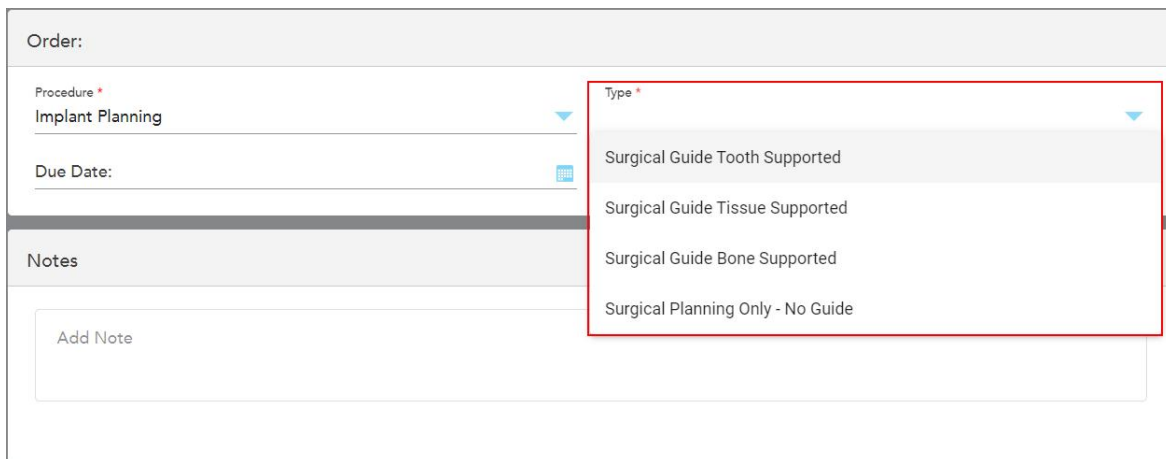 Order:
Procedure *
Implant Planning
Type *
Due Date:
Surgical Guide Tooth Supported
Surgical Guide Tissue Supported
Surgical Guide Bone Supported
Surgical Planning Only - No Guide
Notes
Add Note